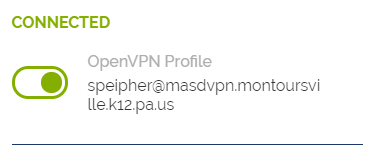 CONNECTED
OpenVPN Profile
speipher@masdvpn.montoursvi
lle.k12.pa.us